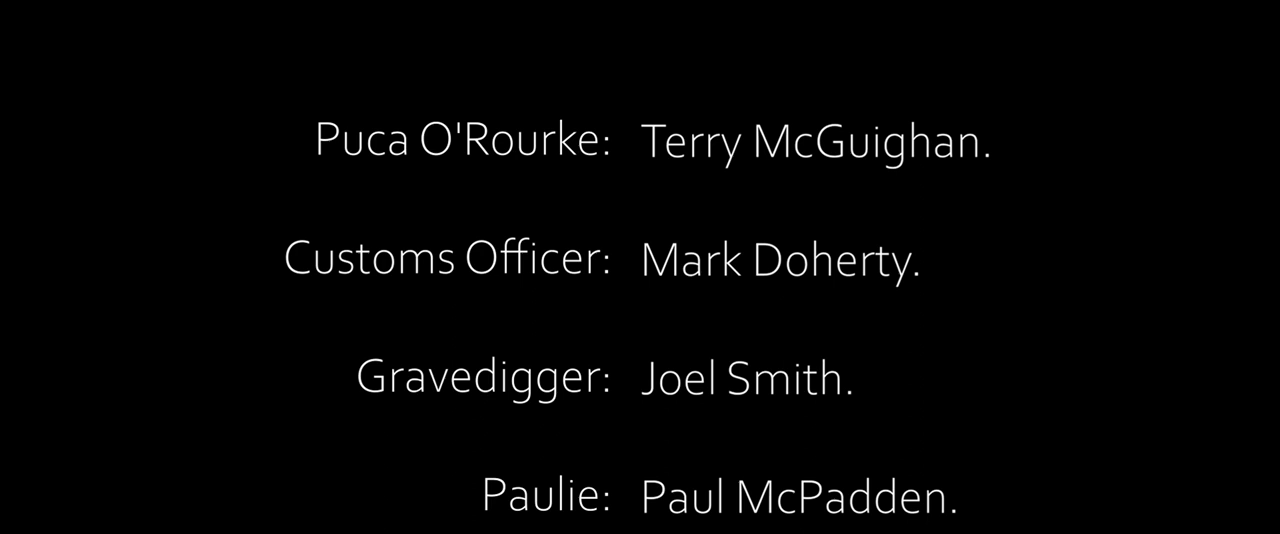 Puca O'Rourke: Terry McGuighan.
Customs Officer: Mark Doherty.
Gravedigger: Joel Smith.
Paulie: Paul McPadden.